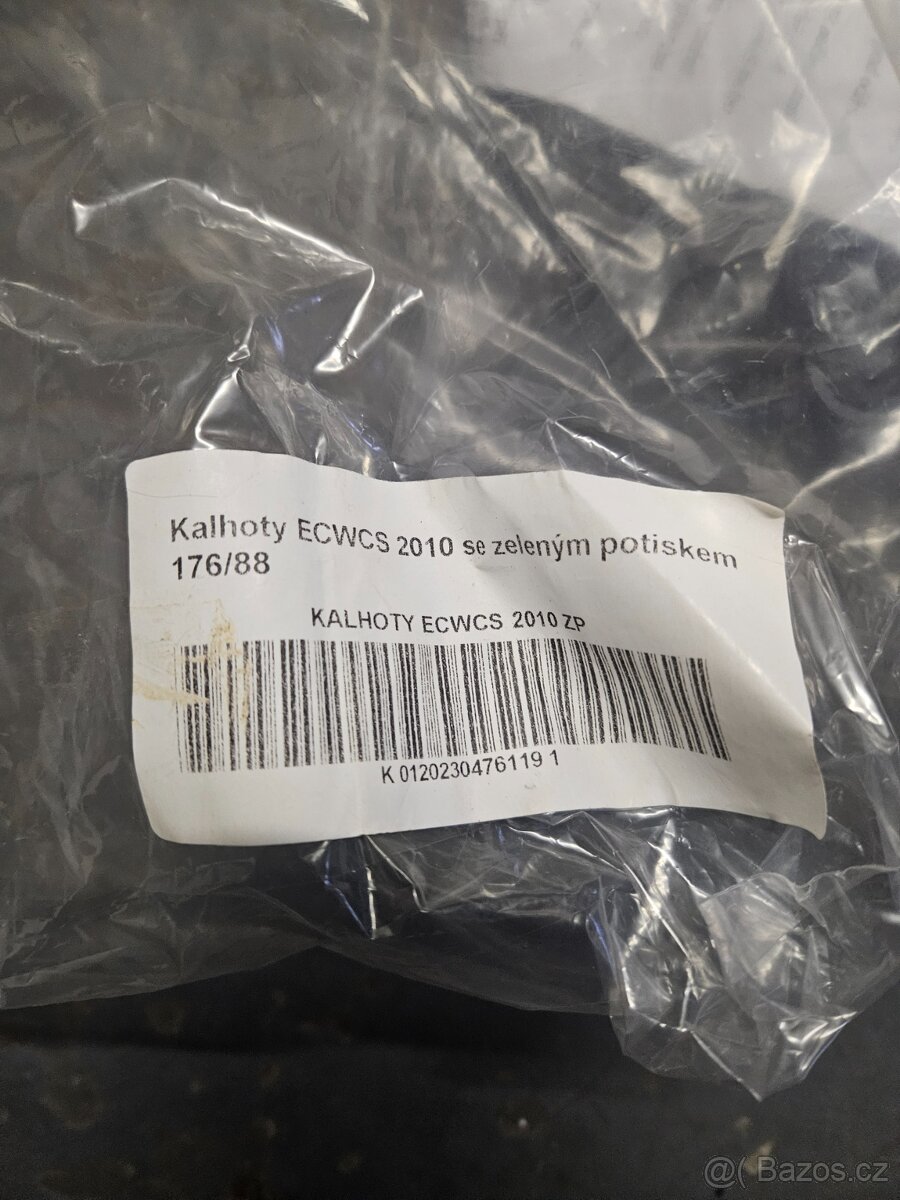 Kalhoty ECWCS 2010 se zeleným potiskem
176/88
KALHOTY ECWCS 2010 ZP
K 0120230476119 1
@( Bazos.cz